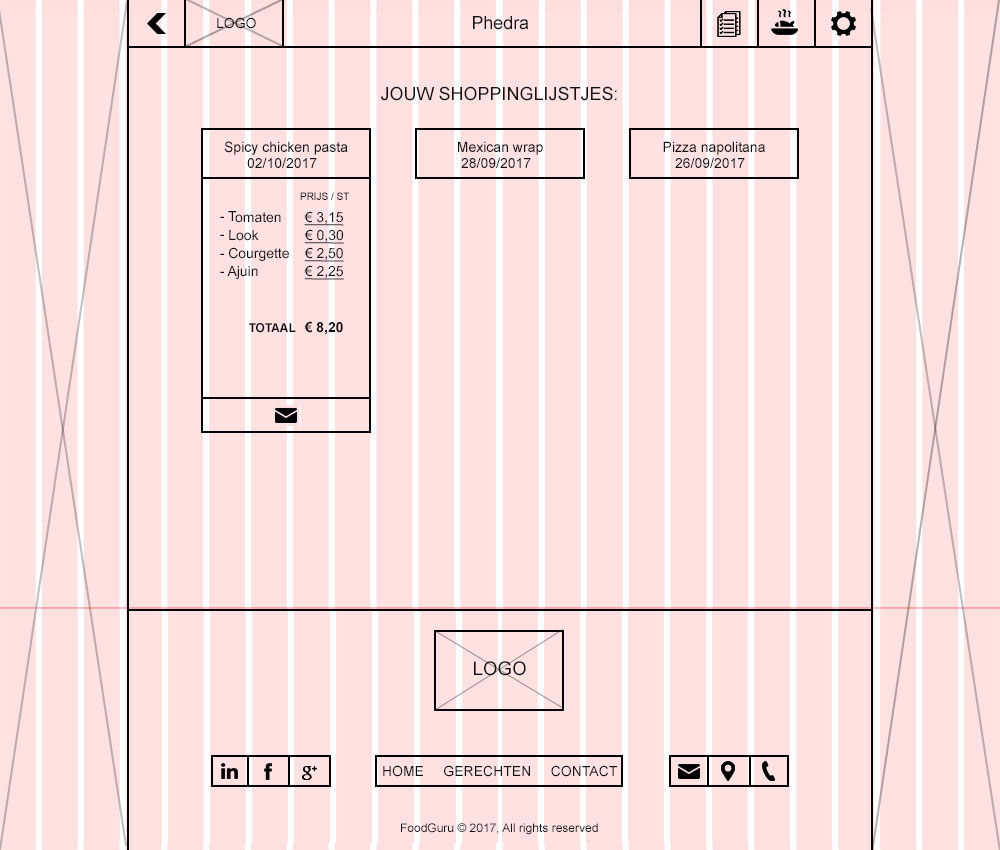 LOGO
Phedra
JOUW SHOPPINGLIJSTJES:
Spicy chicken pasta
02/10/2017
PRIJS / ST
- Tomaten € 3,15
- Look € 0,30
- Courgette € 2,50
- Ajuin € 2,25
TOTAAL € 8,20
Mexican wrap
28/09/2017
Pizza napolitana
26/09/2017
LOGO
in f g+
HOME GERECHTEN CONTACT
FoodGuru © 2017, All rights reserved